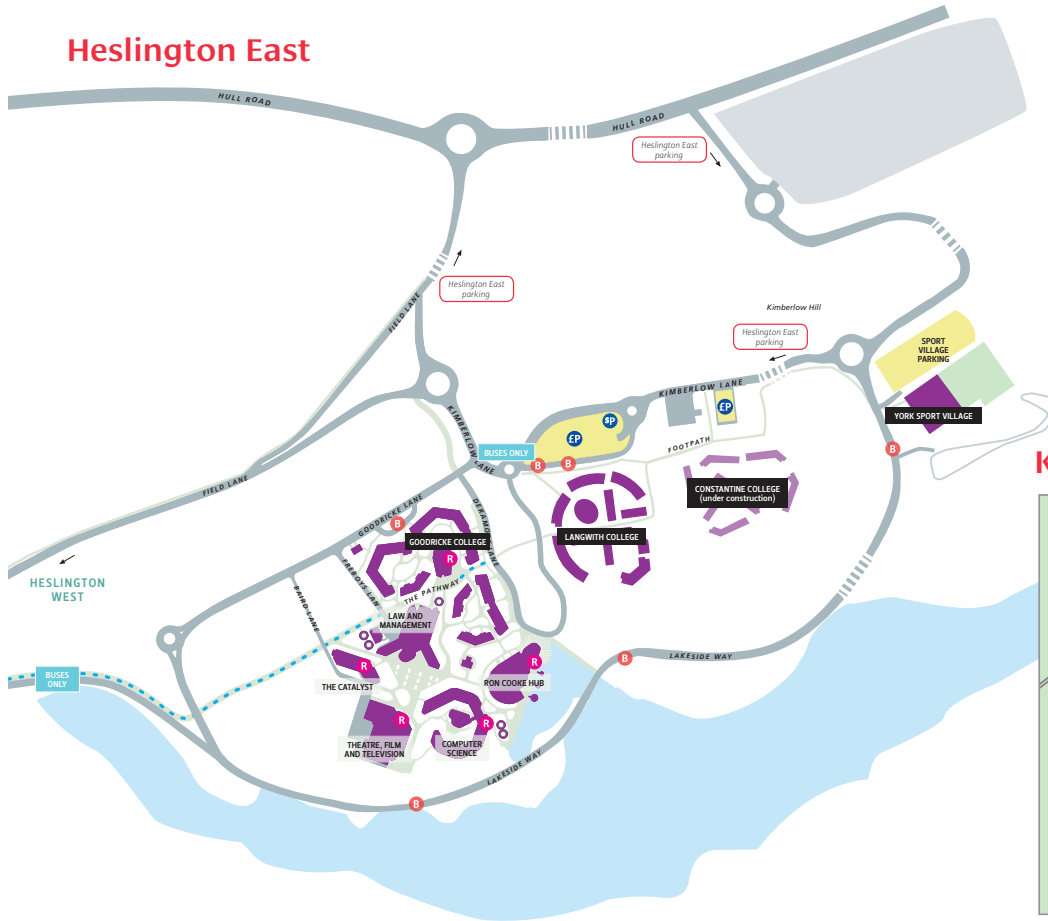 Heslington East
HULL ROAD
HULL ROAD
Heslington East
parking
Heslington East
parking
FIELD LANE
Kimberlow Hill
Heslington East
parking
SPORT
VILLAGE
PARKING
KIMBERLOW LANE
£P
$P
£P
YORK SPORT VILLAGE
KIMBERLOW LANE
FOOTPATH
BUSES ONLY
B
B
B
FIELD LANE
CONSTANTINE COLLEGE
(under construction)
GOODRICKE LANE
B
GOODRICKE COLLEGE
LANGWITH COLLEGE
R
HESLINGTON
WEST
THE PATHWAY
BAIRD LANE
LAW AND
MANAGEMENT
BUSES
ONLY
R
THE CATALYST
R
RON COOKE HUB
B
LAKESIDE WAY
R
R
THEATRE, FILM
AND TELEVISION
COMPUTER
SCIENCE
LAKESIDE WAY
B
K